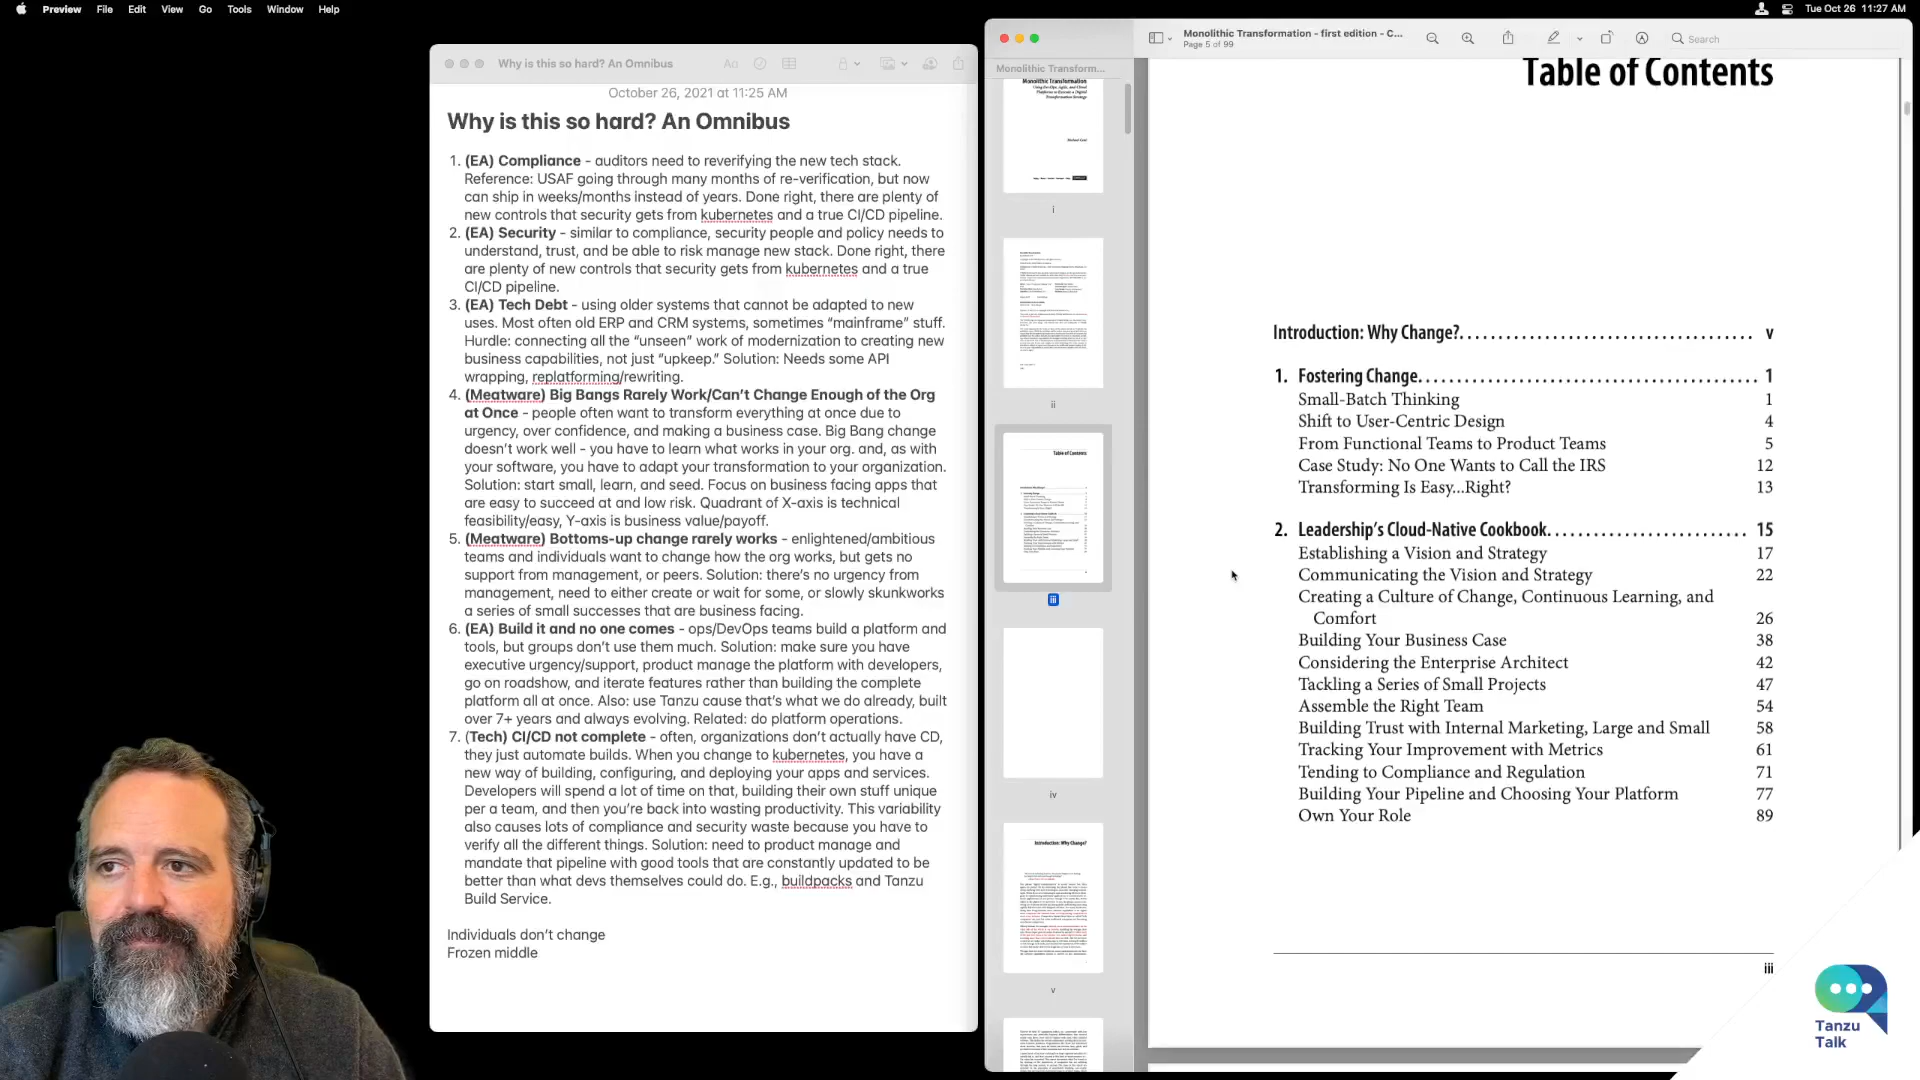 Preview File Edit View Go Tools Window Help
Tue Oct 26 11:27 AM
Why is this so hard? An Omnibus
October 26, 2021 at 11:25 AM
Why is this so hard? An Omnibus
1. (EA) Compliance - auditors need to reverifying the new tech stack.
Reference: USAF going through many months of re-verification, but now
can ship in weeks/months instead of years. Done right, there are plenty of
new controls that security gets from kubernetes and a true CI/CD pipeline.
2. (EA) Security - similar to compliance, security people and policy needs to
understand, trust, and be able to risk manage new stack. Done right, there
are plenty of new controls that security gets from kubernetes and a true
CI/CD pipeline.
3. (EA) Tech Debt - using older systems that cannot be adapted to new
uses. Most often old ERP and CRM systems, sometimes “mainframe” stuff.
Hurdle: connecting all the “unseen” work of modernization to creating new
business capabilities, not just “upkeep.” Solution: Needs some API
wrapping, replatforming/rewriting.
4. (Meatware) Big Bangs Rarely Work/Can’t Change Enough of the Org
at Once - people often want to transform everything at once due to
urgency, over confidence, and making a business case. Big Bang change
doesn’t work well - you have to learn what works in your org. and, as with
your software, you have to adapt your transformation to your organization.
Solution: start small, learn, and seed. Focus on business facing apps that
are easy to succeed at and low risk. Quadrant of X-axis is technical
feasibility/easy, Y-axis is business value/payoff.
5. (Meatware) Bottoms-up change rarely works - enlightened/ambitious
teams and individuals want to change how the org works, but gets no
support from management, or peers. Solution: there’s no urgency from
management, need to either create or wait for some, or slowly skunkworks
a series of small successes that are business facing.
6. (EA) Build it and no one comes - ops/DevOps teams build a platform and
tools, but groups don’t use them much. Solution: make sure you have
executive urgency/support, product manage the platform with developers,
go on roadshow, and iterate features rather than building the complete
platform all at once. Also: use Tanzu cause that’s what we do already, built
over 7+ years and always evolving. Related: do platform operations.
7. (Tech) CI/CD not complete - often, organizations don’t actually have CD,
they just automate builds. When you change to kubernetes, you have a
new way of building, configuring, and deploying your apps and services.
Developers will spend a lot of time on that, building their own stuff unique
per a team, and then you’re back into wasting productivity. This variability
also causes lots of compliance and security waste because you have to
verify all the different things. Solution: need to product manage and
mandate that pipeline with good tools that are constantly updated to be
better than what devs themselves could do. E.g., buildpacks and Tanzu
Build Service.
Individuals don’t change
Frozen middle
Monolithic Transformation - first edition - C...
Page 5 of 99
Search
Monolithic Transform...
Monolithic Transformation
Using DevOps, Agile, and Cloud
Platforms to Execute a Digital
Transformation Strategy
i
ii
Table of Contents
iii
iv
Introduction: Why Change?
v
Table of Contents
Introduction: Why Change?. . . . . . . . . . . . . . . . . . . . . . . . . . . . . . . . . . . . v
1. Fostering Change. . . . . . . . . . . . . . . . . . . . . . . . . . . . . . . . . . . . . . . . . . 1
Small-Batch Thinking 1
Shift to User-Centric Design 4
From Functional Teams to Product Teams 5
Case Study: No One Wants to Call the IRS 12
Transforming Is Easy...Right? 13
2. Leadership’s Cloud-Native Cookbook. . . . . . . . . . . . . . . . . . . . . . . . . 15
Establishing a Vision and Strategy 17
Communicating the Vision and Strategy 22
Creating a Culture of Change, Continuous Learning, and
Comfort 26
Building Your Business Case 38
Considering the Enterprise Architect 42
Tackling a Series of Small Projects 47
Assemble the Right Team 54
Building Trust with Internal Marketing, Large and Small 58
Tracking Your Improvement with Metrics 61
Tending to Compliance and Regulation 71
Building Your Pipeline and Choosing Your Platform 77
Own Your Role 89
iii
Tanzu
Talk